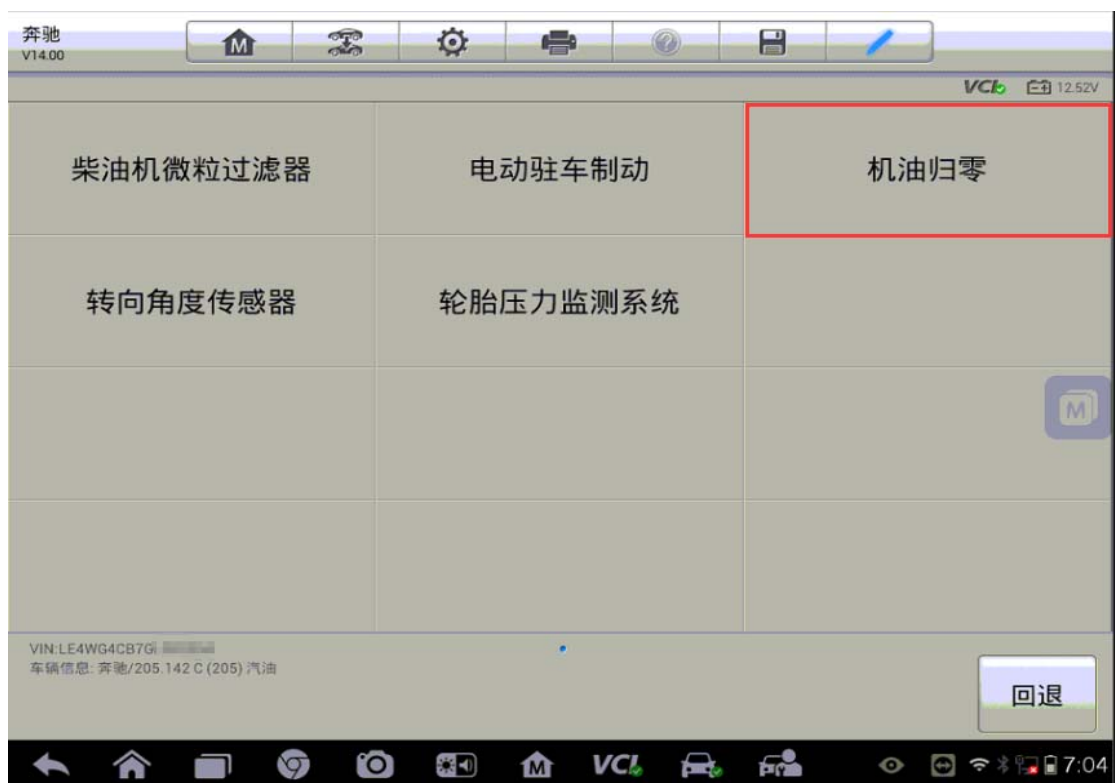 奔驰
V14.00
M
VCI 12.52V
柴油机微粒过滤器 电动驻车制动 机油归零
转向角度传感器 轮胎压力监测系统
M
VIN:LE4WG4CB7G
车辆信息: 奔驰/205.142 C (205) 汽油
回退
M VCI 7:04